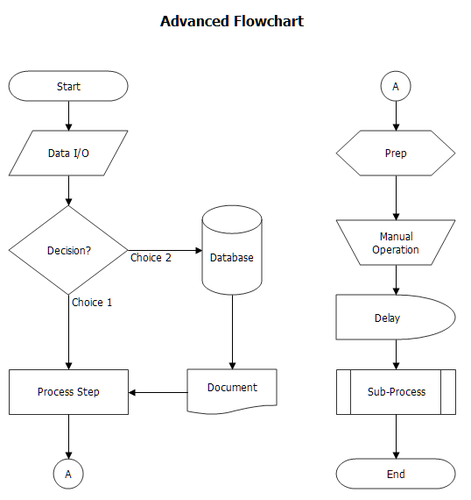 Advanced Flowchart
Start
Data I/O
Decision?
Choice 2
Database
Choice 1
Process Step
Document
A
A
Prep
Manual
Operation
Delay
Sub-Process
End